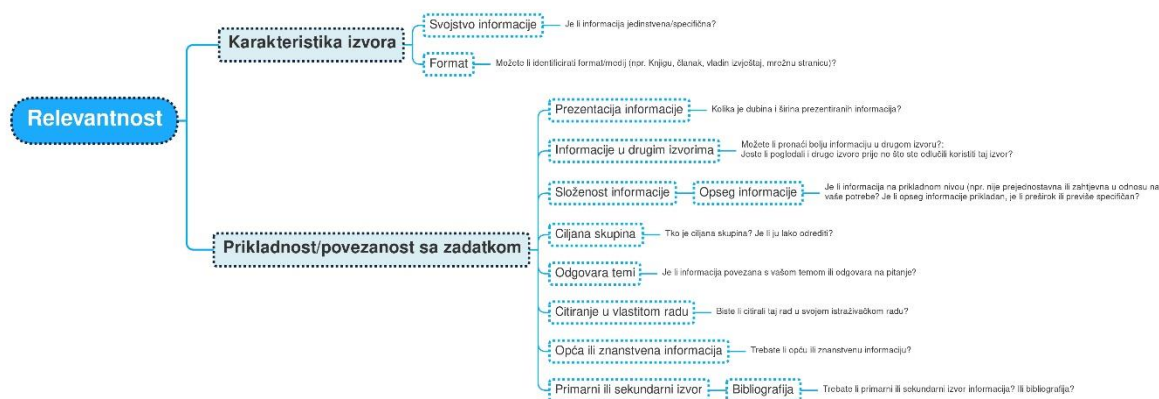 Relevantnost
Karakteristika izvora
Svojstvo informacije
Je li informacija jedinstvena/specifična?
Format
Možete li identificirati format/medij (npr. Knjigu, članak, vladin izvještaj, mrežnu stranicu)?
Prikladnost/povezanost sa zadatkom
Prezentacija informacije
Kolika je dubina i širina prezentiranih informacija?
Informacije u drugim izvorima
Možete li pronaći bolju informaciju u drugom izvoru?;
Jeste li pogledali i druge izvore prije no što ste odlučili koristiti taj izvor?
Složenost informacije
Opseg informacije
Je li informacija na prikladnom nivou (npr. nije prejednostavna ili zahtjevna u odnosu na
vaše potrebe? Je li opseg informacije prikladan, je li preširok ili previše specifičan?
Ciljana skupina
Tko je ciljana skupina? Je li ju lako odrediti?
Odgovara temi
Je li informacija povezana s vašom temom ili odgovara na pitanje?
Citiranje u vlastitom radu
Biste li citirali taj rad u svojem istraživačkom radu?
Opća ili znanstvena informacija
Trebate li opću ili znanstvenu informaciju?
Primarni ili sekundarni izvor
Bibliografija
Trebate li primarni ili sekundarni izvor informacija? Ili bibliografija?